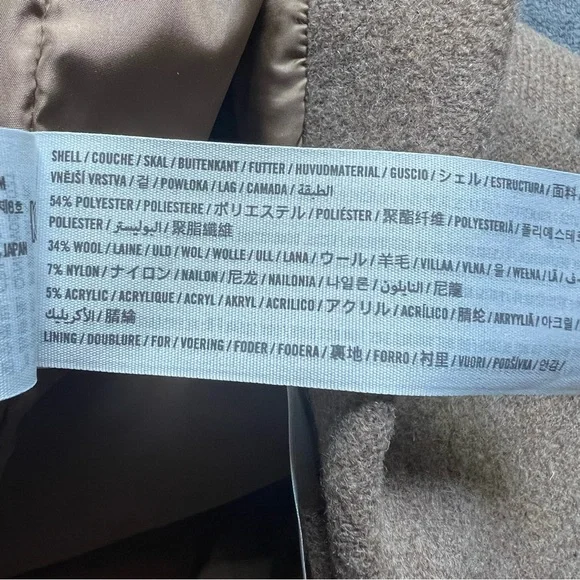 SHELL / COUCHE / SKAL / BUITENKANT / FUTTER / HUVUDMATERIAL / GUSCIO / シェル / ESTRUCTURA / 面料
VNĚJŠÍ VRSTVA / 겉 / POWŁOKA / LAG / CAMADA / الطبقة
54% POLYESTER / POLIESTERE / ポリエステル / POLIÉSTER / 聚酯纤维 / POLYESTERIÄ / 폴리에스테르
POLIESTER / البوليستر / 聚脂纖維
34% WOOL / LAINE / ULD / WOL / WOLLE / ULL / LANA / ウール / 羊毛 / VILLAA / VLNA / 울 / WEŁNA / LÃ /
7% NYLON / ナイロン / NAILON / 尼龙 / NAILONIA / 나일론 / النايلون / 尼龍
5% ACRYLIC / ACRYLIQUE / ACRYL / AKRYL / ACRILICO / アクリル / ACRÍLICO / 腈纶 / AKRYYLIÄ / 아크릴 /
الأكريليك / 腈綸
LINING / DOUBLURE / FOR / VOERING / FODER / FODERA / 裏地 / FORRO / 衬里 / VUORI / PODŠÍVKA / 안감 /
JAPAN